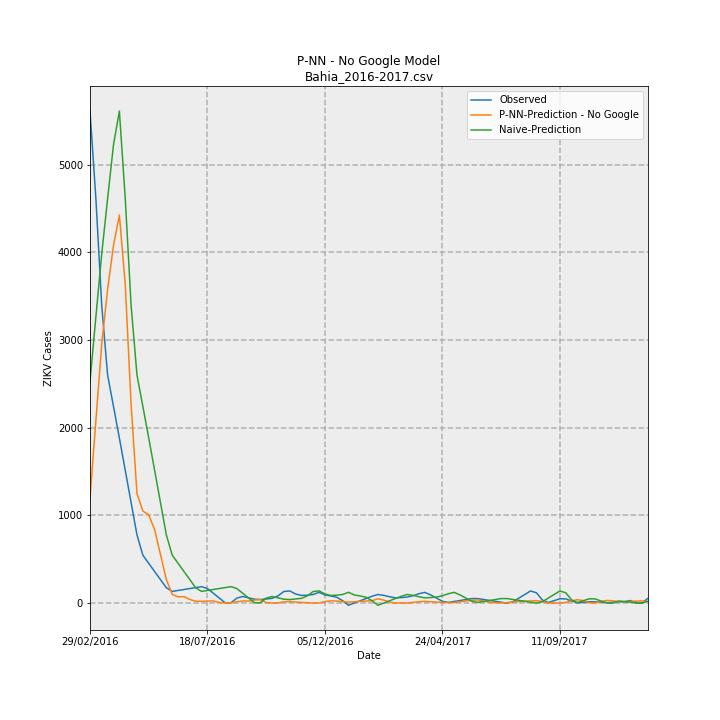 P-NN - No Google Model
Bahia_2016-2017.csv
Observed
P-NN-Prediction - No Google
Naive-Prediction
5000
4000
3000
2000
1000
0
ZIKV Cases
29/02/2016
18/07/2016
05/12/2016
24/04/2017
11/09/2017
Date